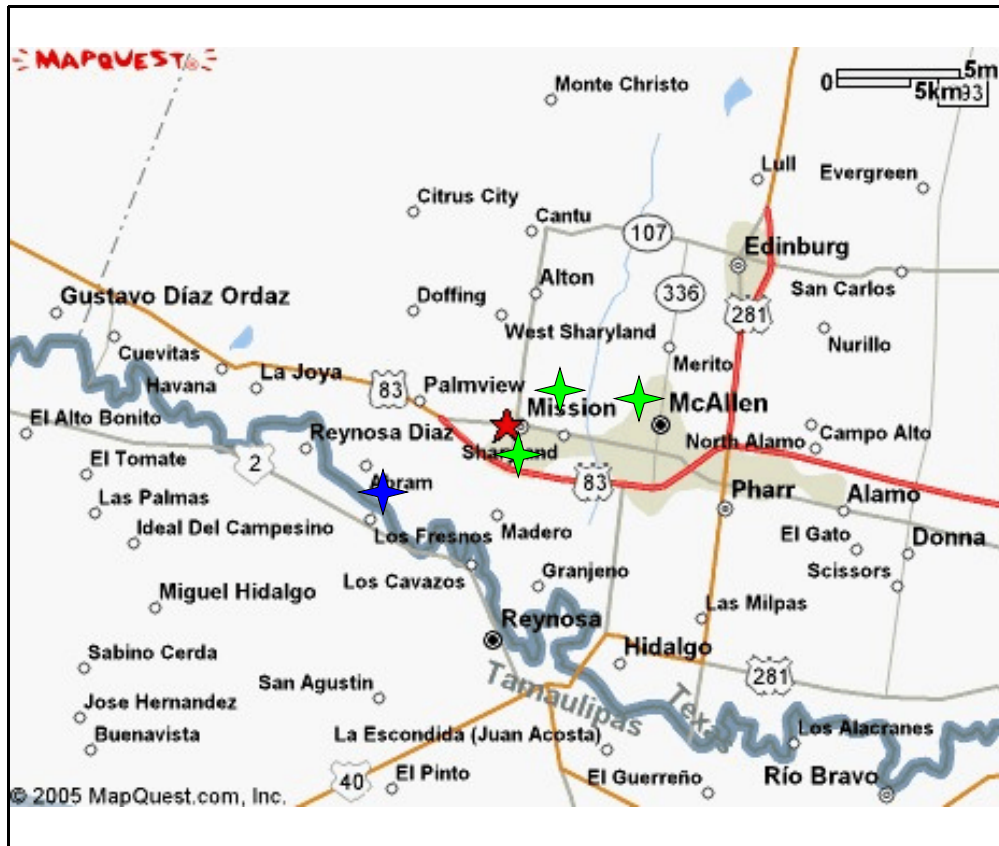 MAPQUEST
0 5m
5km 93
Monte Christo
Lull
Evergreen
Citrus City
Cantu
107
Edinburg
Alton
336
San Carlos
Gustavo Díaz Ordaz
Doffing
281
West Sharyland
Nurillo
Cuevitas
Merito
Havana
La Joya
83
Palmview
Mission
McAllen
El Alto Bonito
Reynosa Diaz
North Alamo
Campo Alto
2
El Tomate
Abram
83
Las Palmas
Pharr
Alamo
Ideal Del Campesino
Los Fresnos
Madero
El Gato
Donna
Los Cavazos
Granjeno
Scissors
Miguel Hidalgo
Las Milpas
Reynosa
Sabino Cerda
Hidalgo
San Agustin
Tamaulipas
Texas
281
Jose Hernandez
Buenavista
La Escondida (Juan Acosta)
Los Alacranes
40
El Pinto
El Guerreño
Río Bravo
© 2005 MapQuest.com, Inc.